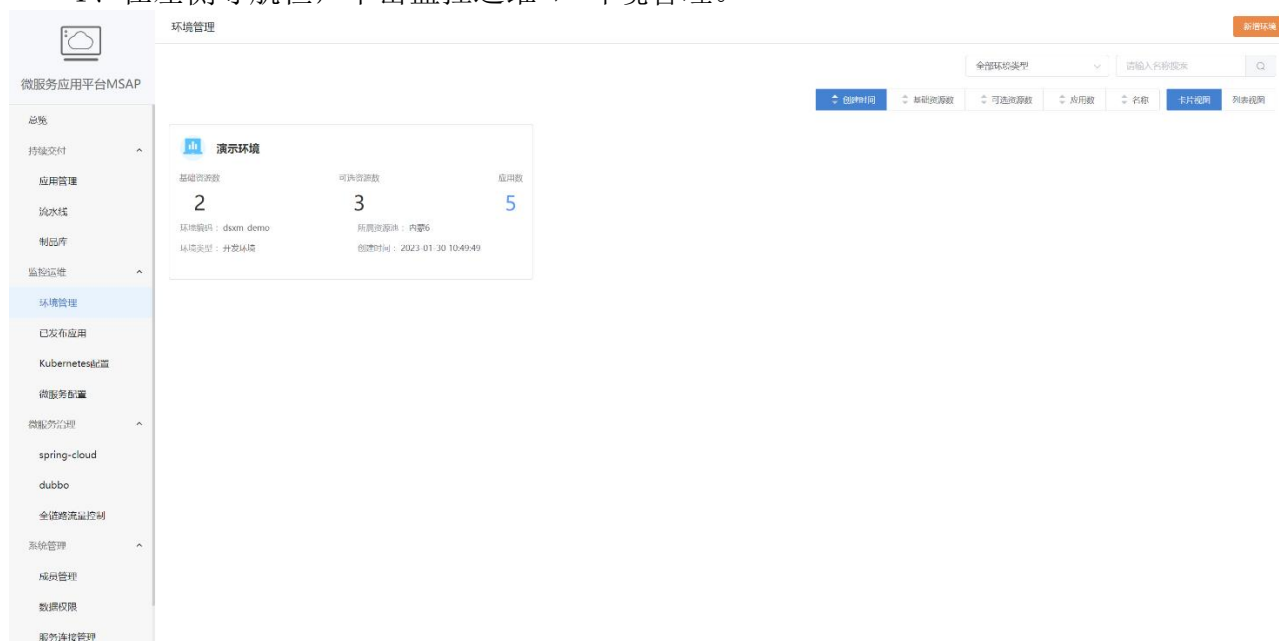 环境管理
新增环境
微服务应用平台MSAP
全部环境类型
请输入名称搜索
创建时间 基础资源数 可选资源数 应用数 名称 卡片视图 列表视图
总览
持续交付
应用管理
流水线
制品库
监控运维
环境管理
已发布应用
Kubernetes配置
微服务配置
微服务治理
spring-cloud
dubbo
全链路流量控制
系统管理
成员管理
数据权限
服务连接管理
演示环境
基础资源数 可选资源数 应用数
2 3 5
环境编码：dsxm-demo 所属资源池：内蒙6
环境类型：开发环境 创建时间：2023-01-30 10:49:49